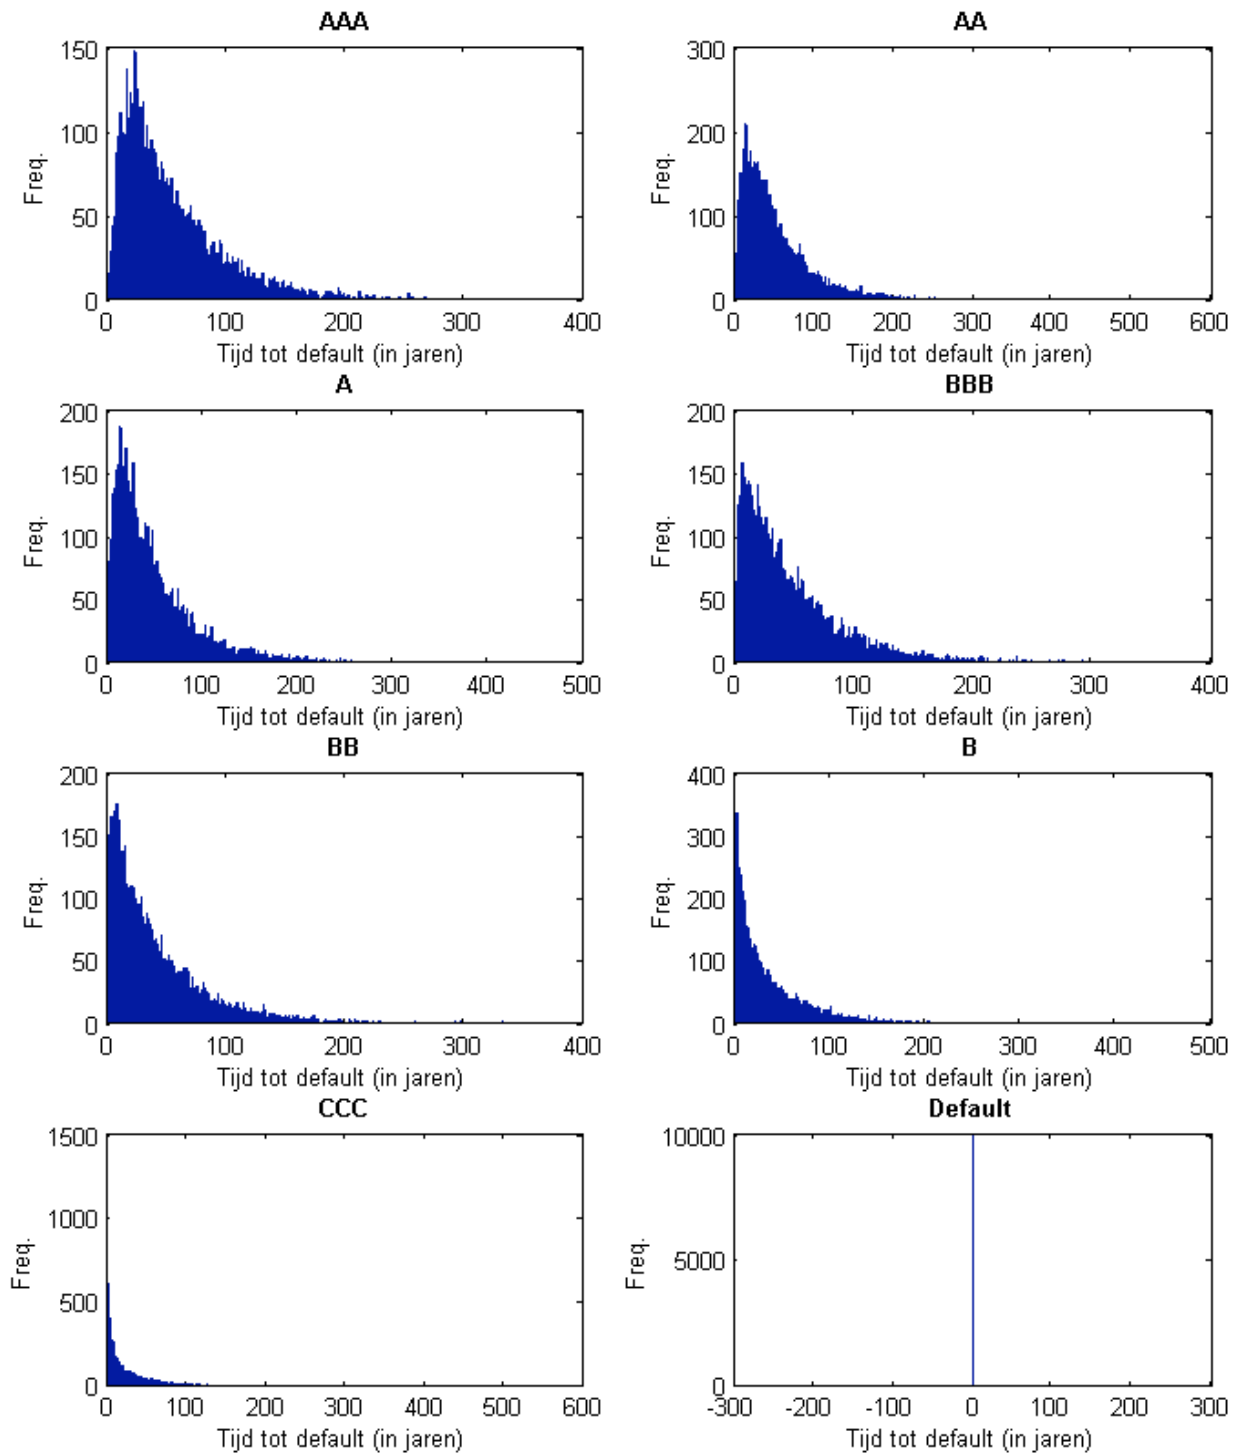 AAA
150
100
50
0
Freq.
0 100 200 300 400
Tijd tot default (in jaren)
AA
300
200
100
0
Freq.
0 100 200 300 400 500 600
Tijd tot default (in jaren)
A
200
150
100
50
0
Freq.
0 100 200 300 400 500
Tijd tot default (in jaren)
BBB
200
150
100
50
0
Freq.
0 100 200 300 400
Tijd tot default (in jaren)
BB
200
150
100
50
0
Freq.
0 100 200 300 400
Tijd tot default (in jaren)
B
400
300
200
100
0
Freq.
0 100 200 300 400 500
Tijd tot default (in jaren)
CCC
1500
1000
500
0
Freq.
0 100 200 300 400 500 600
Tijd tot default (in jaren)
Default
10000
5000
0
Freq.
-300 -200 -100 0 100 200 300
Tijd tot default (in jaren)